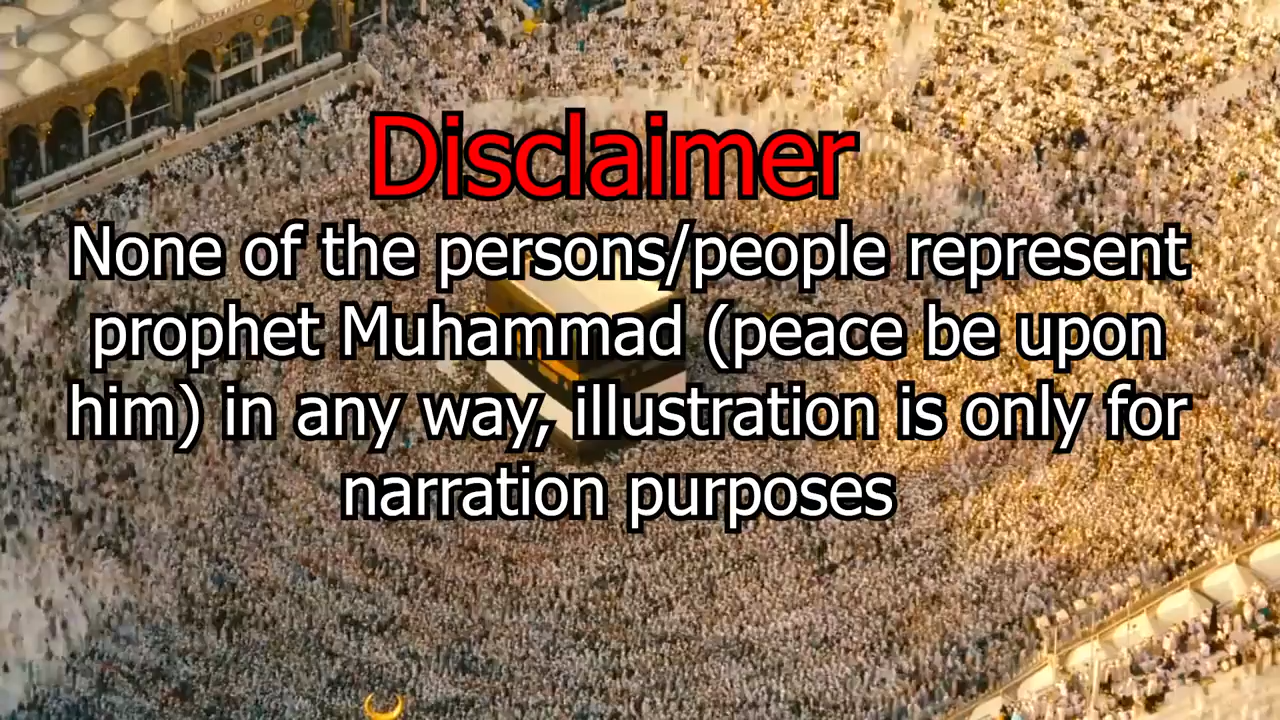 Disclaimer
None of the persons/people represent
prophet Muhammad (peace be upon
him) in any way, illustration is only for
narration purposes